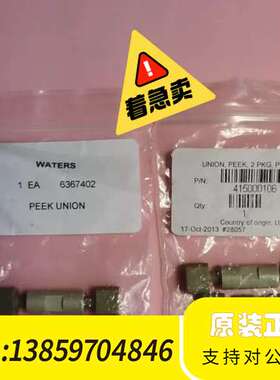 着急卖
WATERS
1 EA 6367402
PEEK UNION
UNION, PEEK, 2 PKG, P
P/N:
415000106
Qty:
1
Country of origin,
17-Oct-2013 #28057
原装正
:13859704846
支持对公